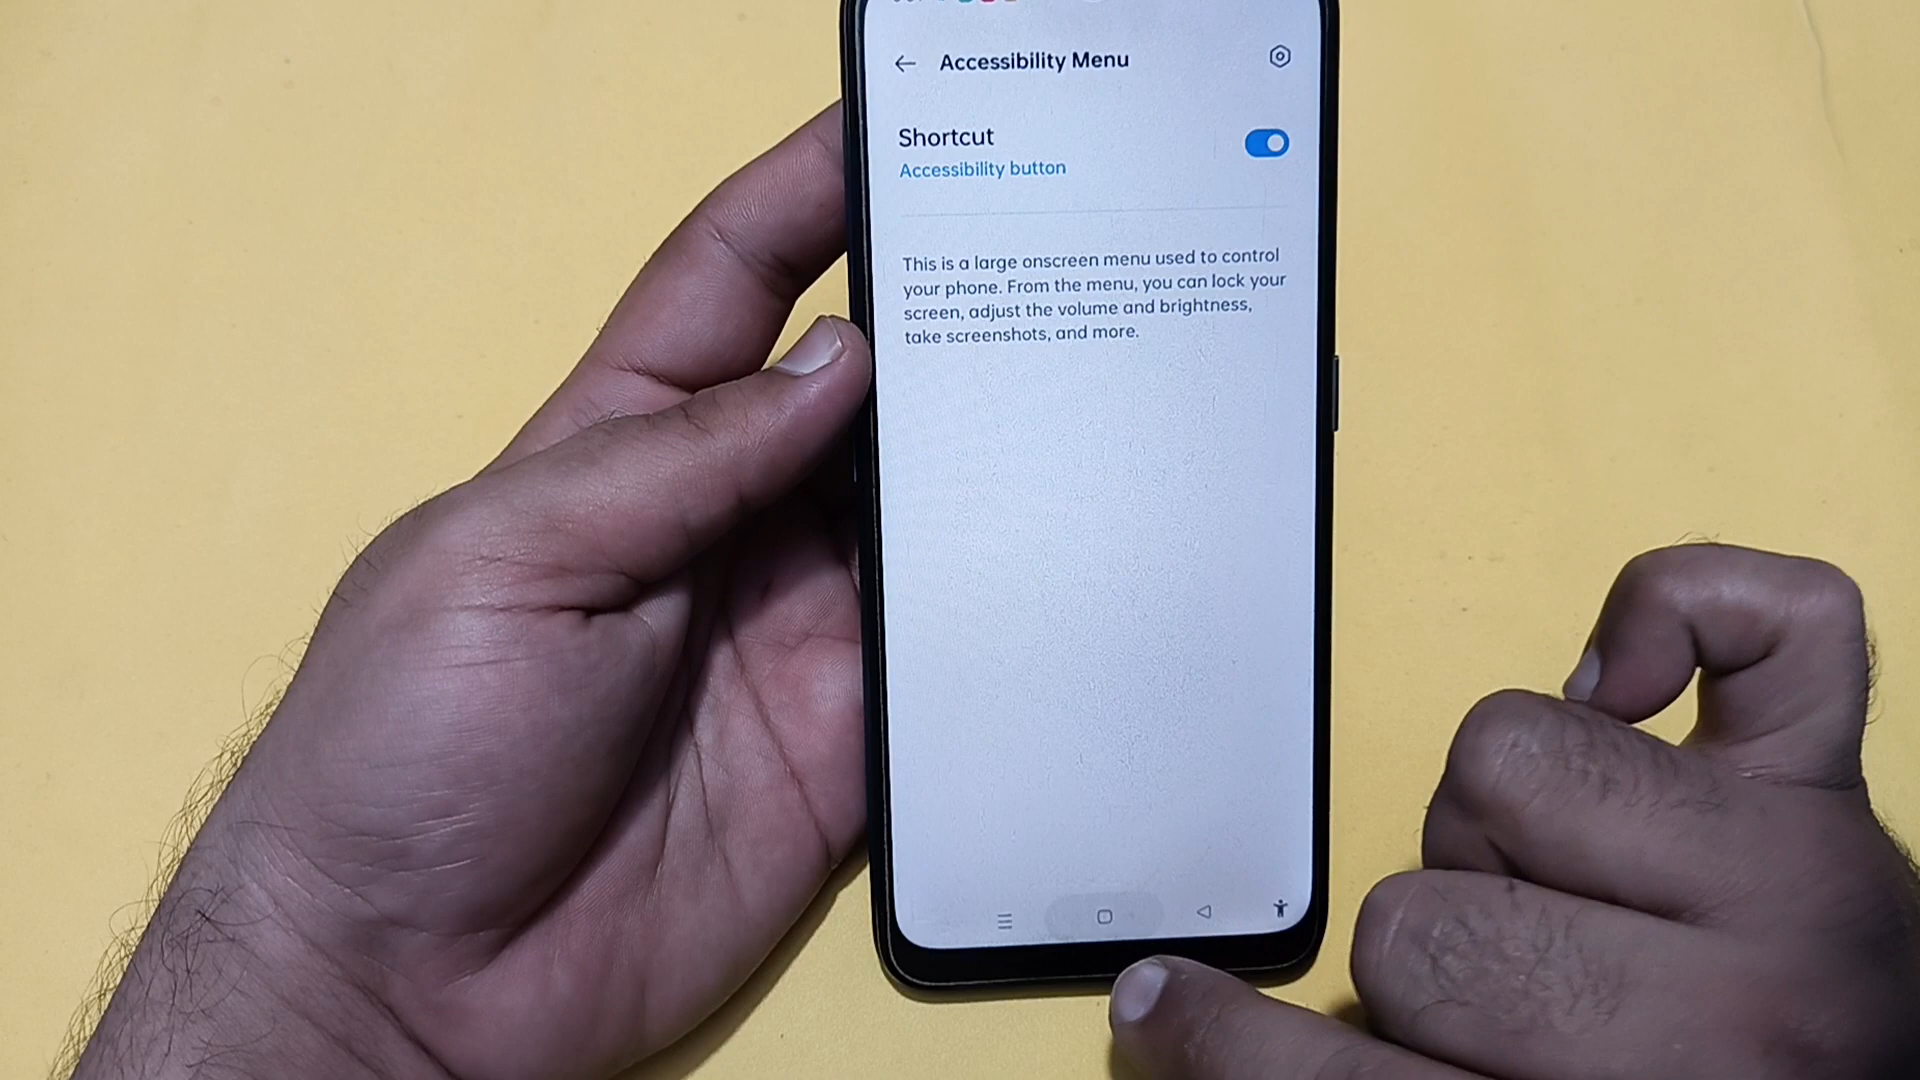 Accessibility Menu
Shortcut
Accessibility button
This is a large onscreen menu used to control
your phone. From the menu, you can lock your
screen, adjust the volume and brightness,
take screenshots, and more.